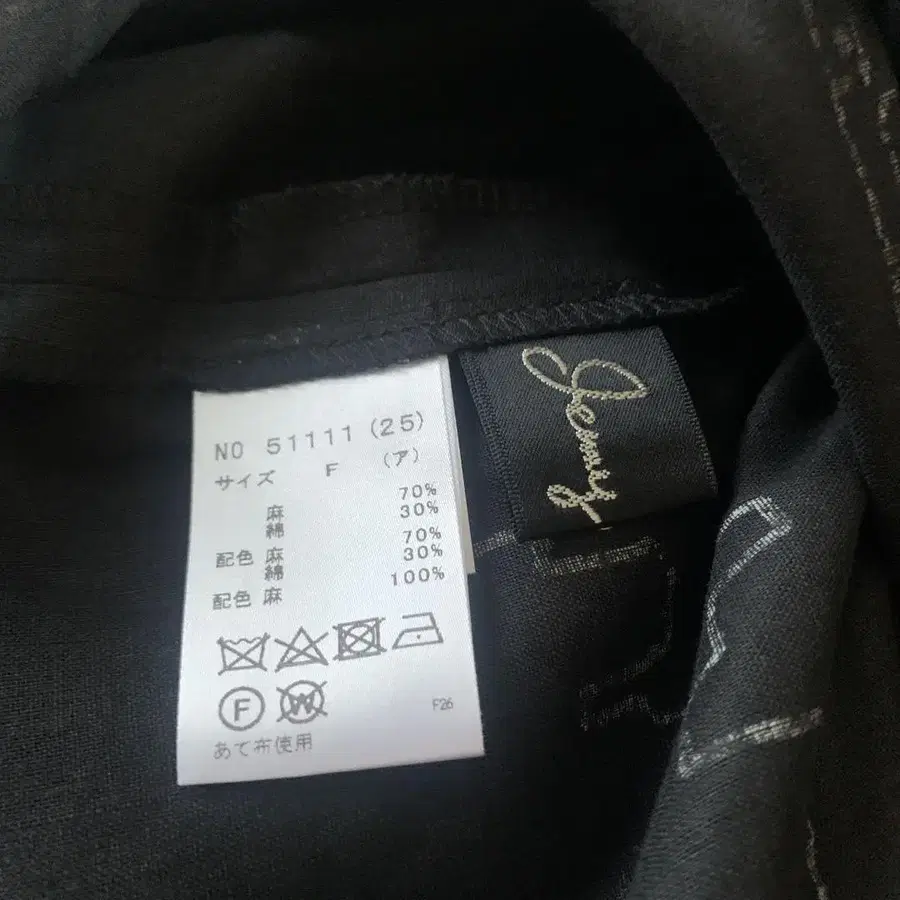 NO 51111 (25)
サイズ F (ア)
70%
麻 30%
綿
70%
配色 麻 30%
綿
100%
配色 麻
F W F26
あて布使用
Jemiy